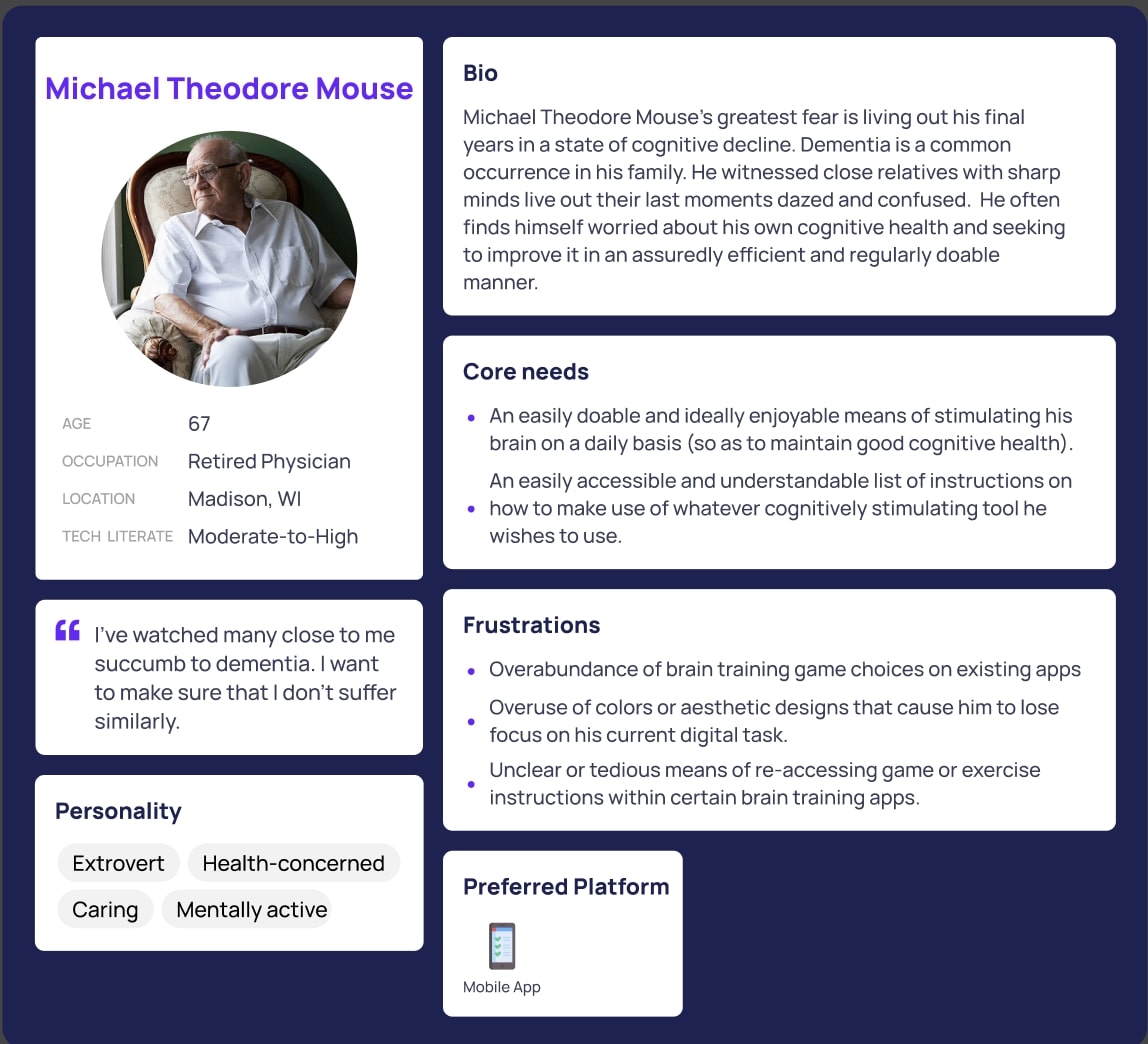 Michael Theodore Mouse
AGE 67
OCCUPATION Retired Physician
LOCATION Madison, WI
TECH LITERATE Moderate-to-High
“ I've watched many close to me
succumb to dementia. I want
to make sure that I don't suffer
similarly.
Personality
Extrovert Health-concerned
Caring Mentally active
Bio
Michael Theodore Mouse's greatest fear is living out his final
years in a state of cognitive decline. Dementia is a common
occurrence in his family. He witnessed close relatives with sharp
minds live out their last moments dazed and confused.  He often
finds himself worried about his own cognitive health and seeking
to improve it in an assuredly efficient and regularly doable
manner.
Core needs
• An easily doable and ideally enjoyable means of stimulating his
brain on a daily basis (so as to maintain good cognitive health).
• An easily accessible and understandable list of instructions on
how to make use of whatever cognitively stimulating tool he
wishes to use.
Frustrations
• Overabundance of brain training game choices on existing apps
• Overuse of colors or aesthetic designs that cause him to lose
focus on his current digital task.
• Unclear or tedious means of re-accessing game or exercise
instructions within certain brain training apps.
Preferred Platform
Mobile App